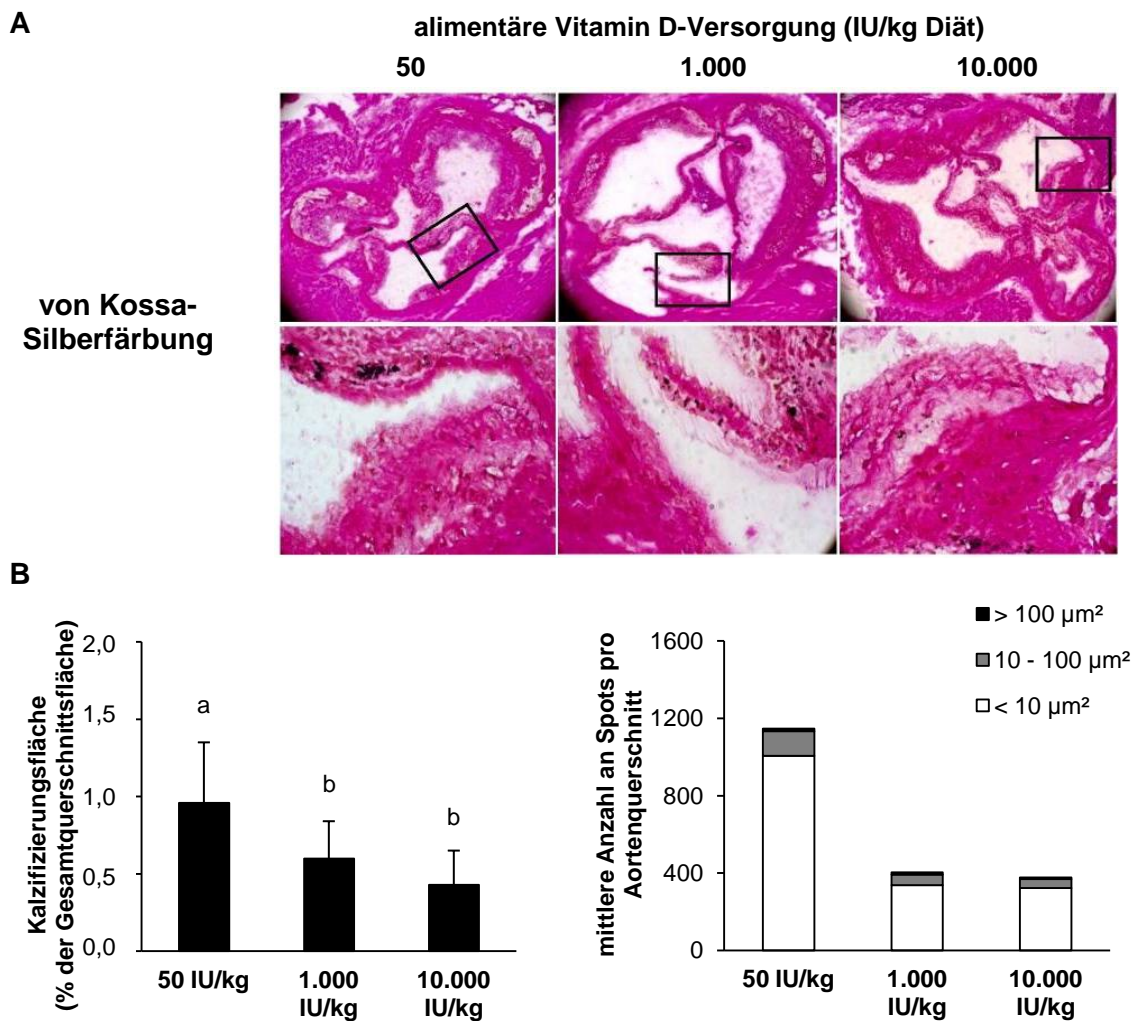 A
alimentäre Vitamin D-Versorgung (IU/kg Diät)
50 1.000 10.000
von Kossa-
Silberfärbung
B
Kalzifizierungsfläche
(% der Gesamtquerschnittsfläche)
2,0
1,5
1,0
0,5
0,0
a
b
b
50 IU/kg 1.000 10.000
IU/kg IU/kg
mittlere Anzahl an Spots pro
Aortenquerschnitt
1600
1200
800
400
0
> 100 µm²
10 - 100 µm²
< 10 µm²
50 IU/kg 1.000 10.000
IU/kg IU/kg